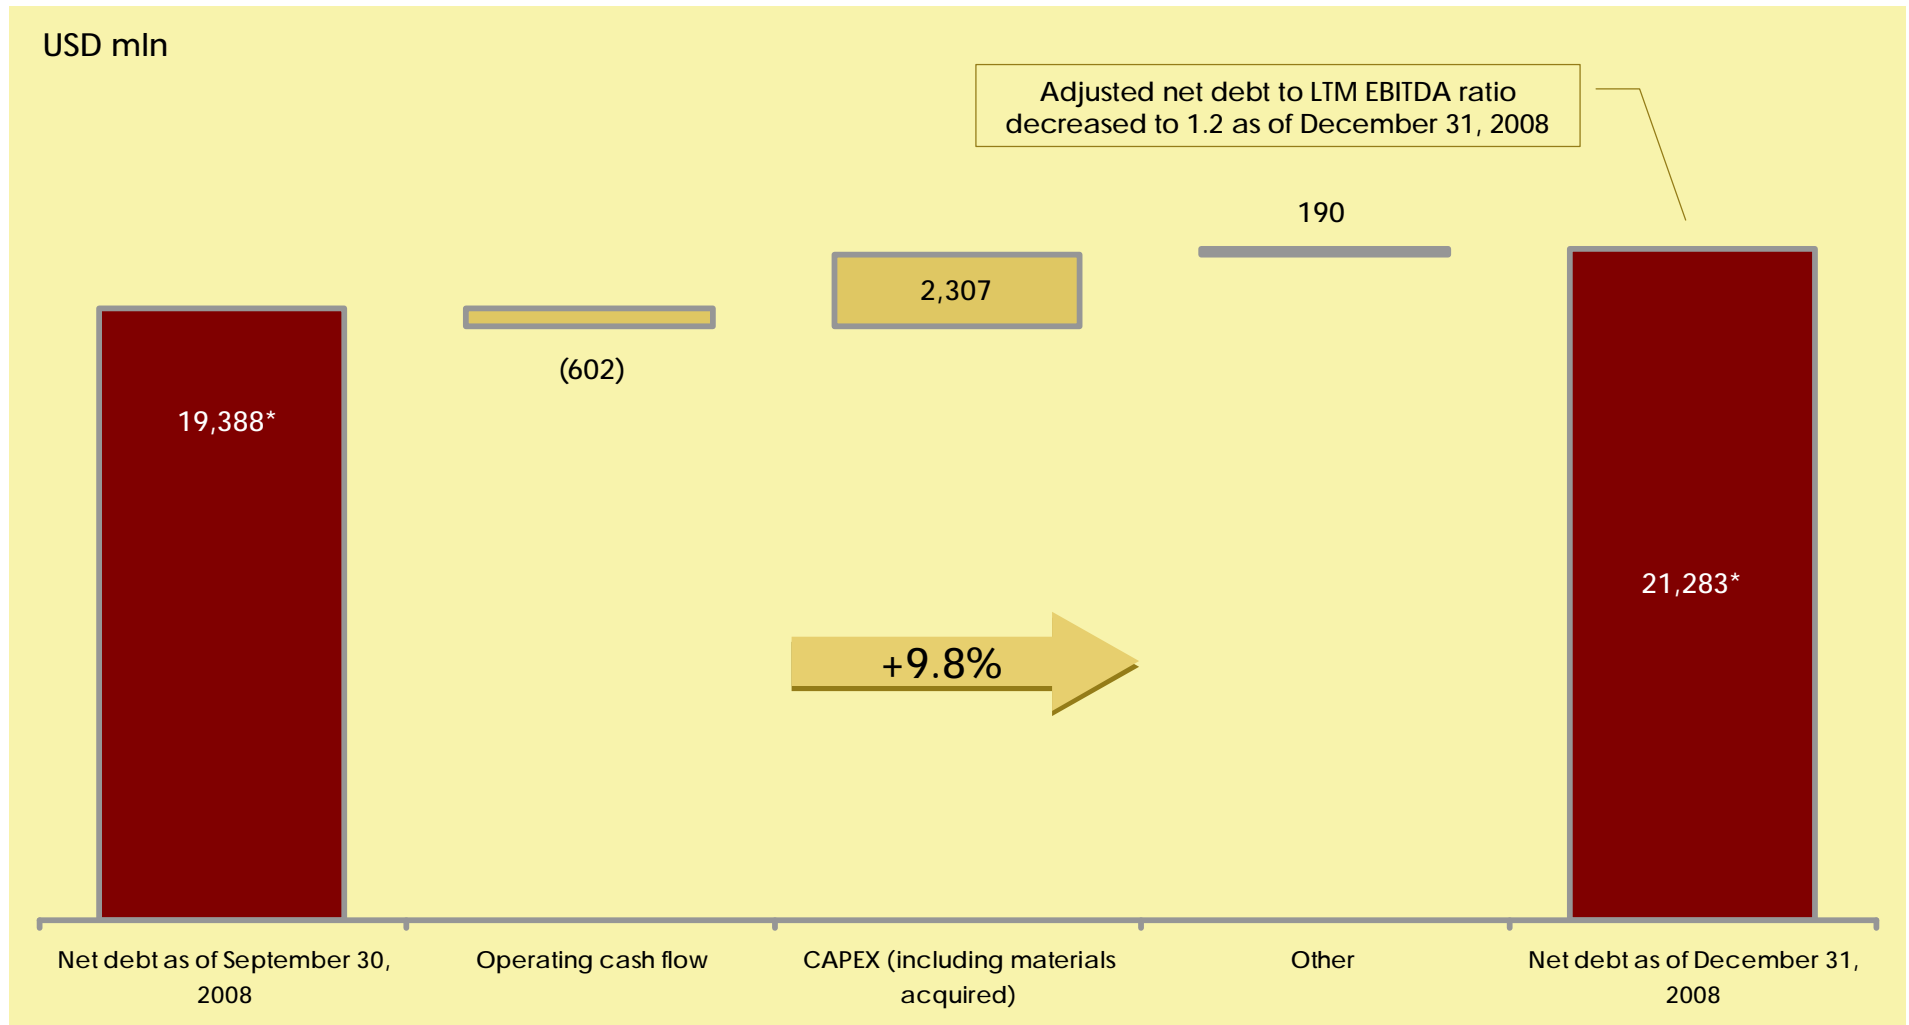 USD mln
Adjusted net debt to LTM EBITDA ratio
decreased to 1.2 as of December 31, 2008
190
2,307
(602)
19,388*
21,283*
+9.8%
Net debt as of September 30,
2008
Operating cash flow
CAPEX (including materials
acquired)
Other
Net debt as of December 31,
2008